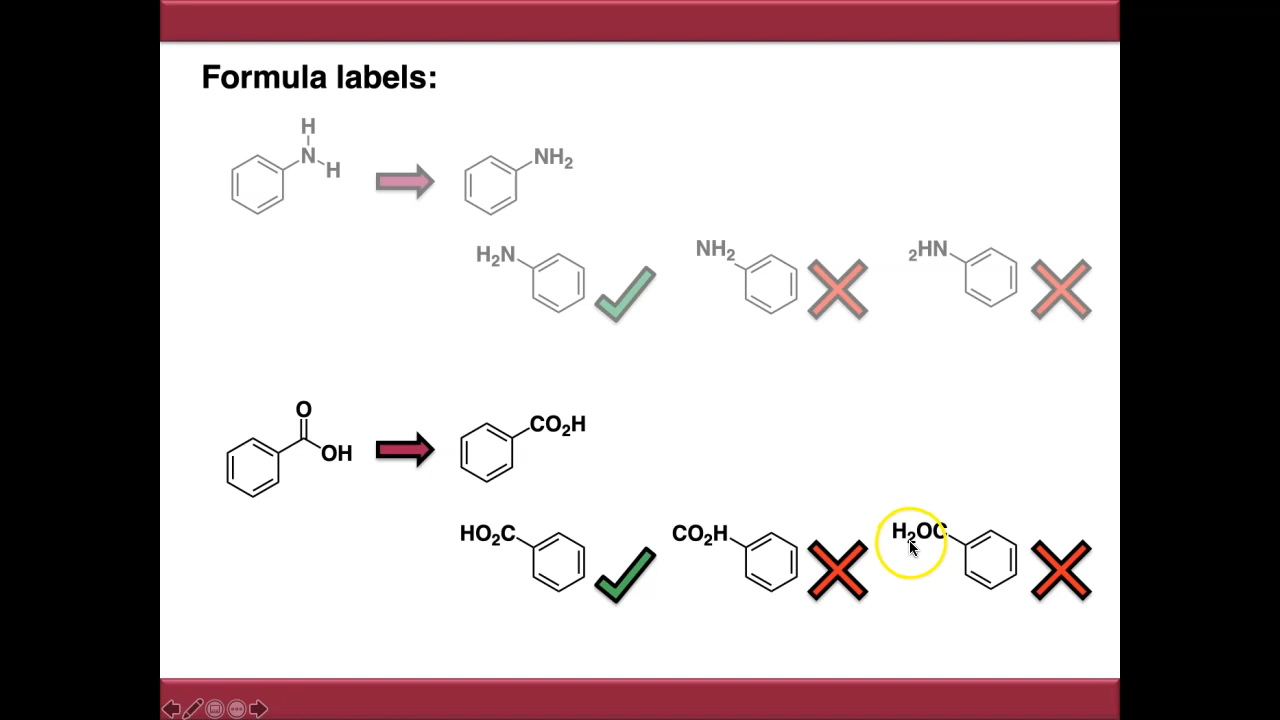 Formula labels:
H
N
H
NH2
H2N
NH2
2HN
O
OH
CO2H
HO2C
CO2H
H2OC